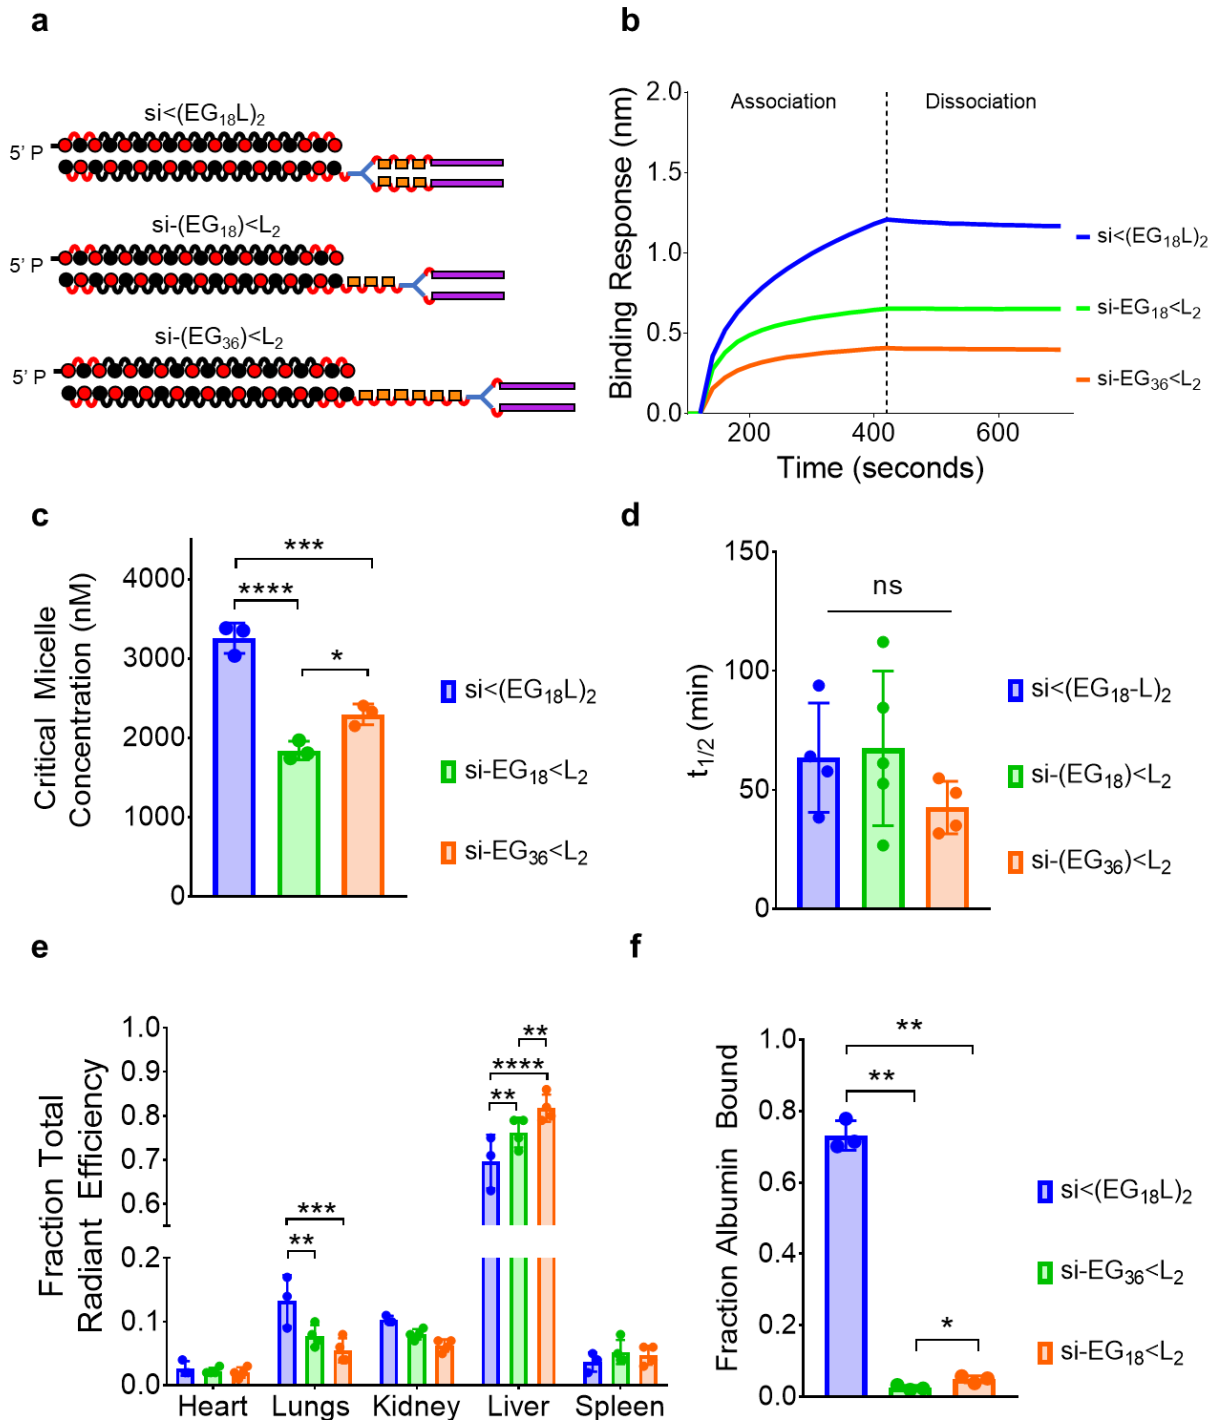 a
si<(EG18L)2
5' P
si-(EG18)<L2
5' P
si-(EG36)<L2
5' P
b
2.0
1.5
1.0
0.5
0.0
Binding Response (nm)
Association
Dissociation
si<(EG18L)2
si-EG18<L2
si-EG36<L2
200
400
600
Time (seconds)
c
Critical Micelle
Concentration (nM)
4000
3000
2000
1000
0
***
****
*
si<(EG18L)2
si-EG18<L2
si-EG36<L2
d
t1/2 (min)
150
100
50
0
ns
si<(EG18-L)2
si-(EG18)<L2
si-(EG36)<L2
e
Fraction Total
Radiant Efficiency
1.0
0.9
0.8
0.7
0.6
0.2
0.1
0.0
***
**
**
****
**
Heart
Lungs
Kidney
Liver
Spleen
f
Fraction Albumin Bound
1.0
0.8
0.6
0.4
0.2
0.0
**
**
*
si<(EG18L)2
si-EG36<L2
si-EG18<L2